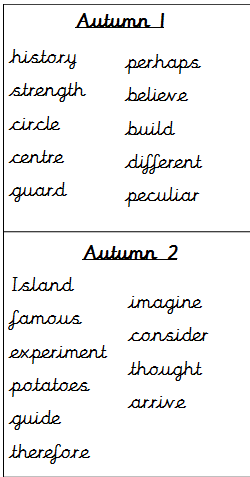 Autumn 1
history
strength
circle
centre
guard
perhaps
believe
build
different
peculiar
Autumn 2
Island
famous
experiment
potatoes
guide
therefore
imagine
consider
thought
arrive